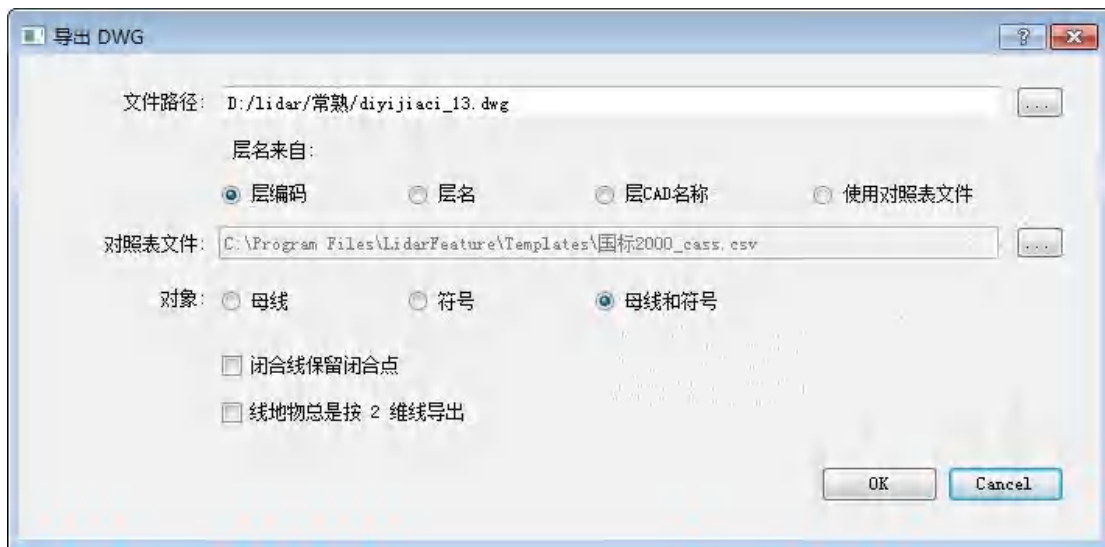 导出 DWG
文件路径: D:/lidar/常熟/diyijiaci_13.dwg ...
层名来自:
层编码 层名 层CAD名称 使用对照表文件
对照表文件: C:\Program Files\LidarFeature\Templates\国标2000_cass.csv ...
对象: 母线 符号 母线和符号
闭合线保留闭合点
线地物总是按 2 维线导出
OK Cancel